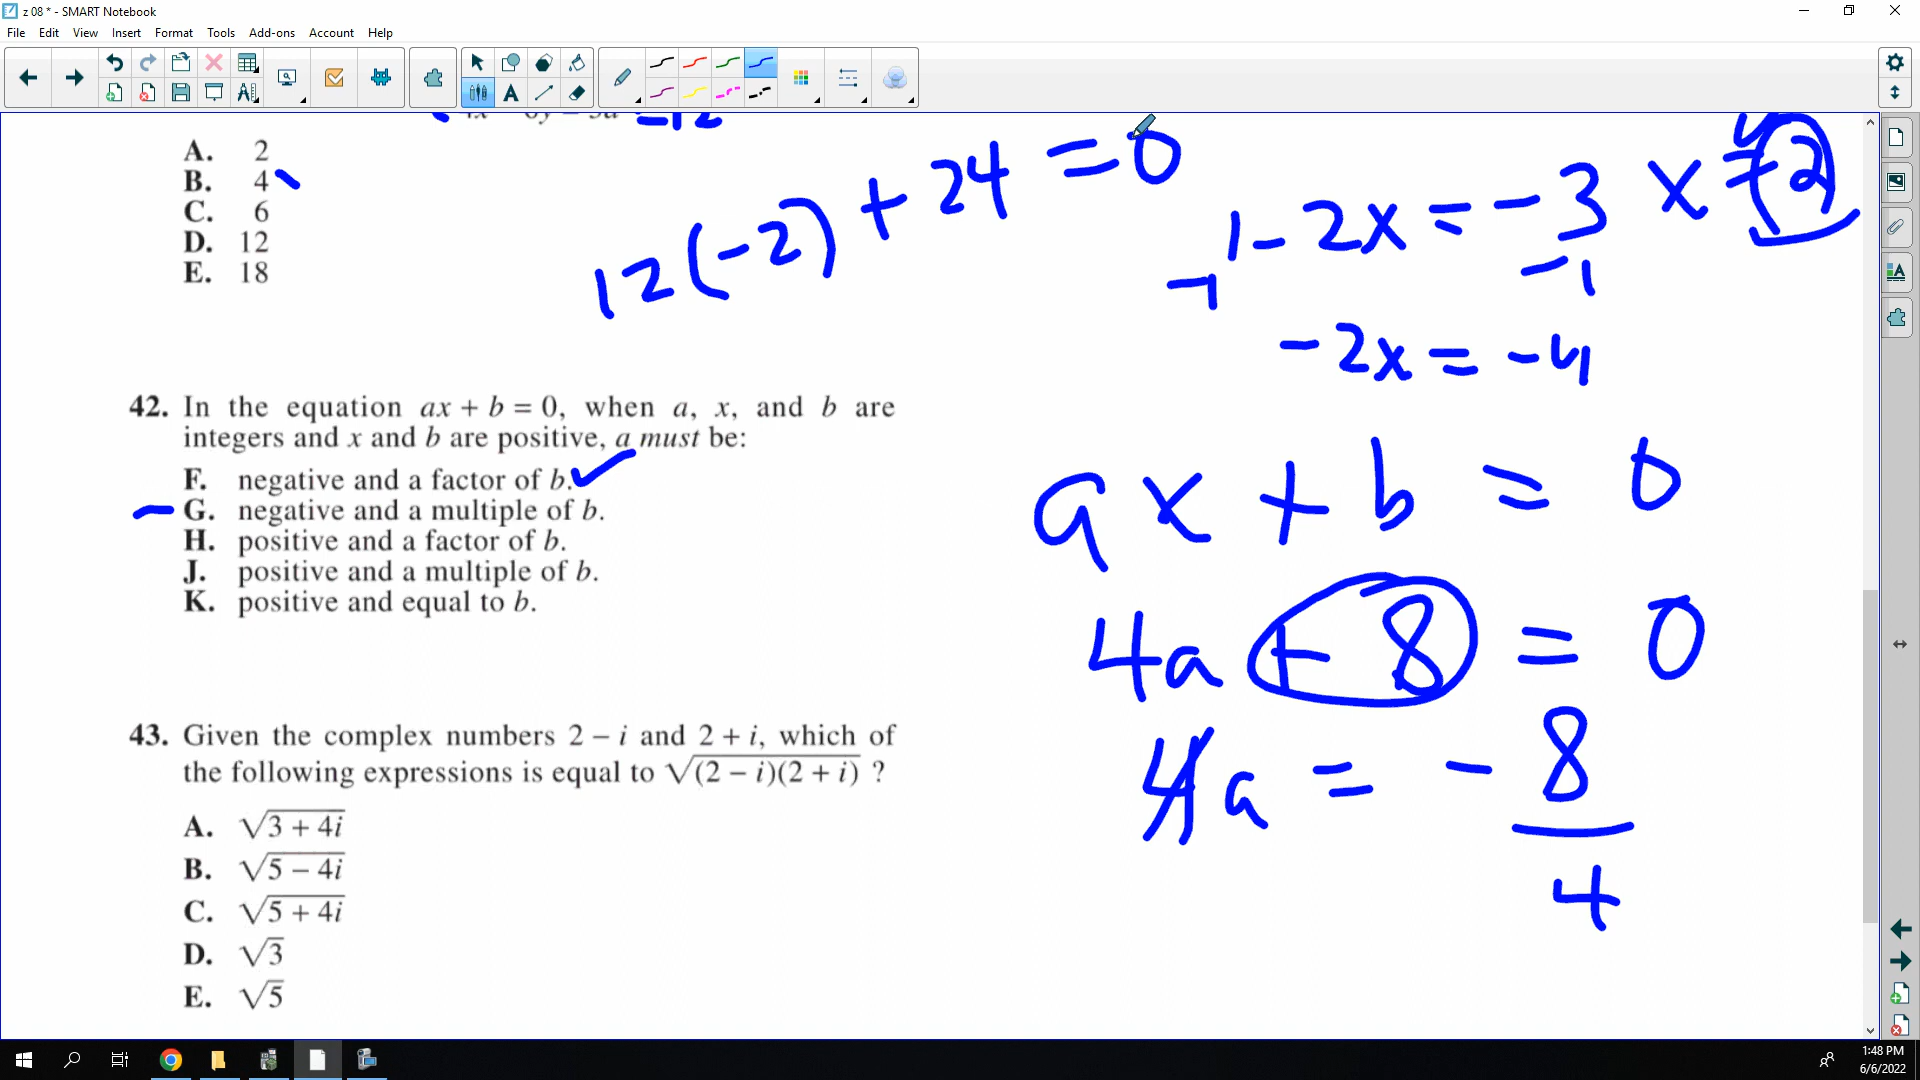 z 08 * - SMART Notebook
File Edit View Insert Format Tools Add-ons Account Help
-12
A. 2
B. 4
C. 6
D. 12
E. 18
12(-2) + 24 = 0
1 - 2x = -3
-1 -1
-2x = -4
x = 2
42. In the equation ax + b = 0, when a, x, and b are
integers and x and b are positive, a must be:
F. negative and a factor of b.
G. negative and a multiple of b.
H. positive and a factor of b.
J. positive and a multiple of b.
K. positive and equal to b.
ax + b = 0
4a + 8 = 0
4a = - 8
4
43. Given the complex numbers 2 – i and 2 + i, which of
the following expressions is equal to √(2 – i)(2 + i) ?
A. √3 + 4i
B. √5 – 4i
C. √5 + 4i
D. √3
E. √5
1:48 PM
6/6/2022